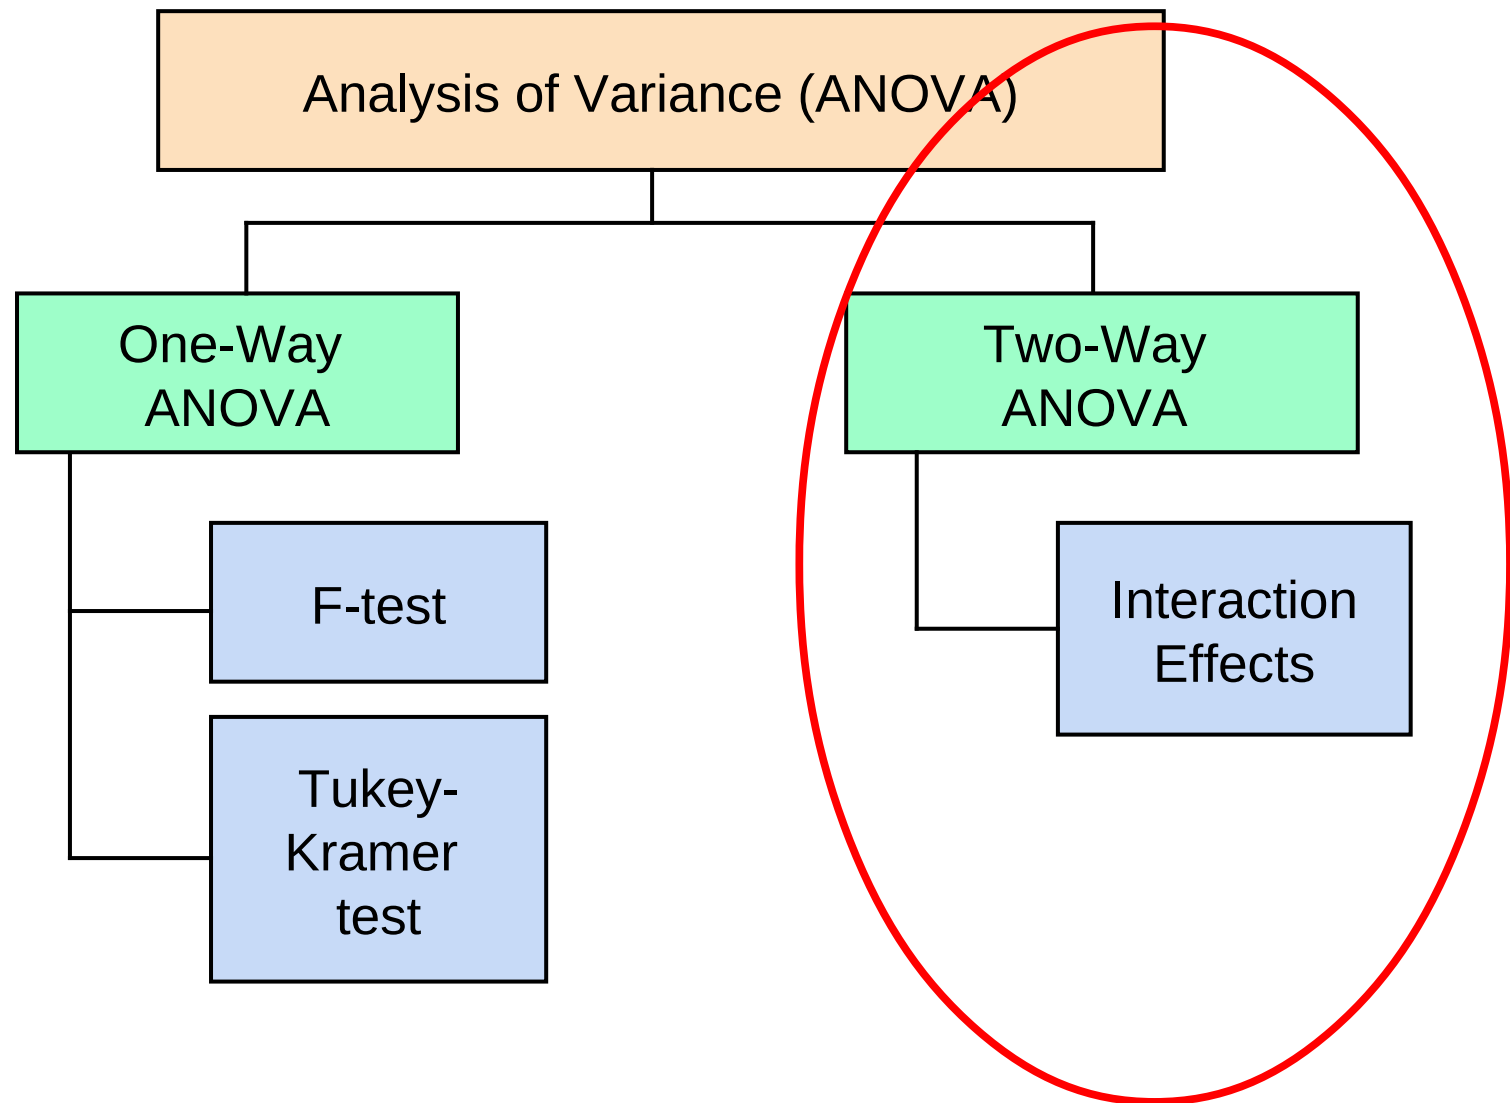 Analysis of Variance (ANOVA)
One-Way
ANOVA
Two-Way
ANOVA
F-test
Interaction
Effects
Tukey-
Kramer
test